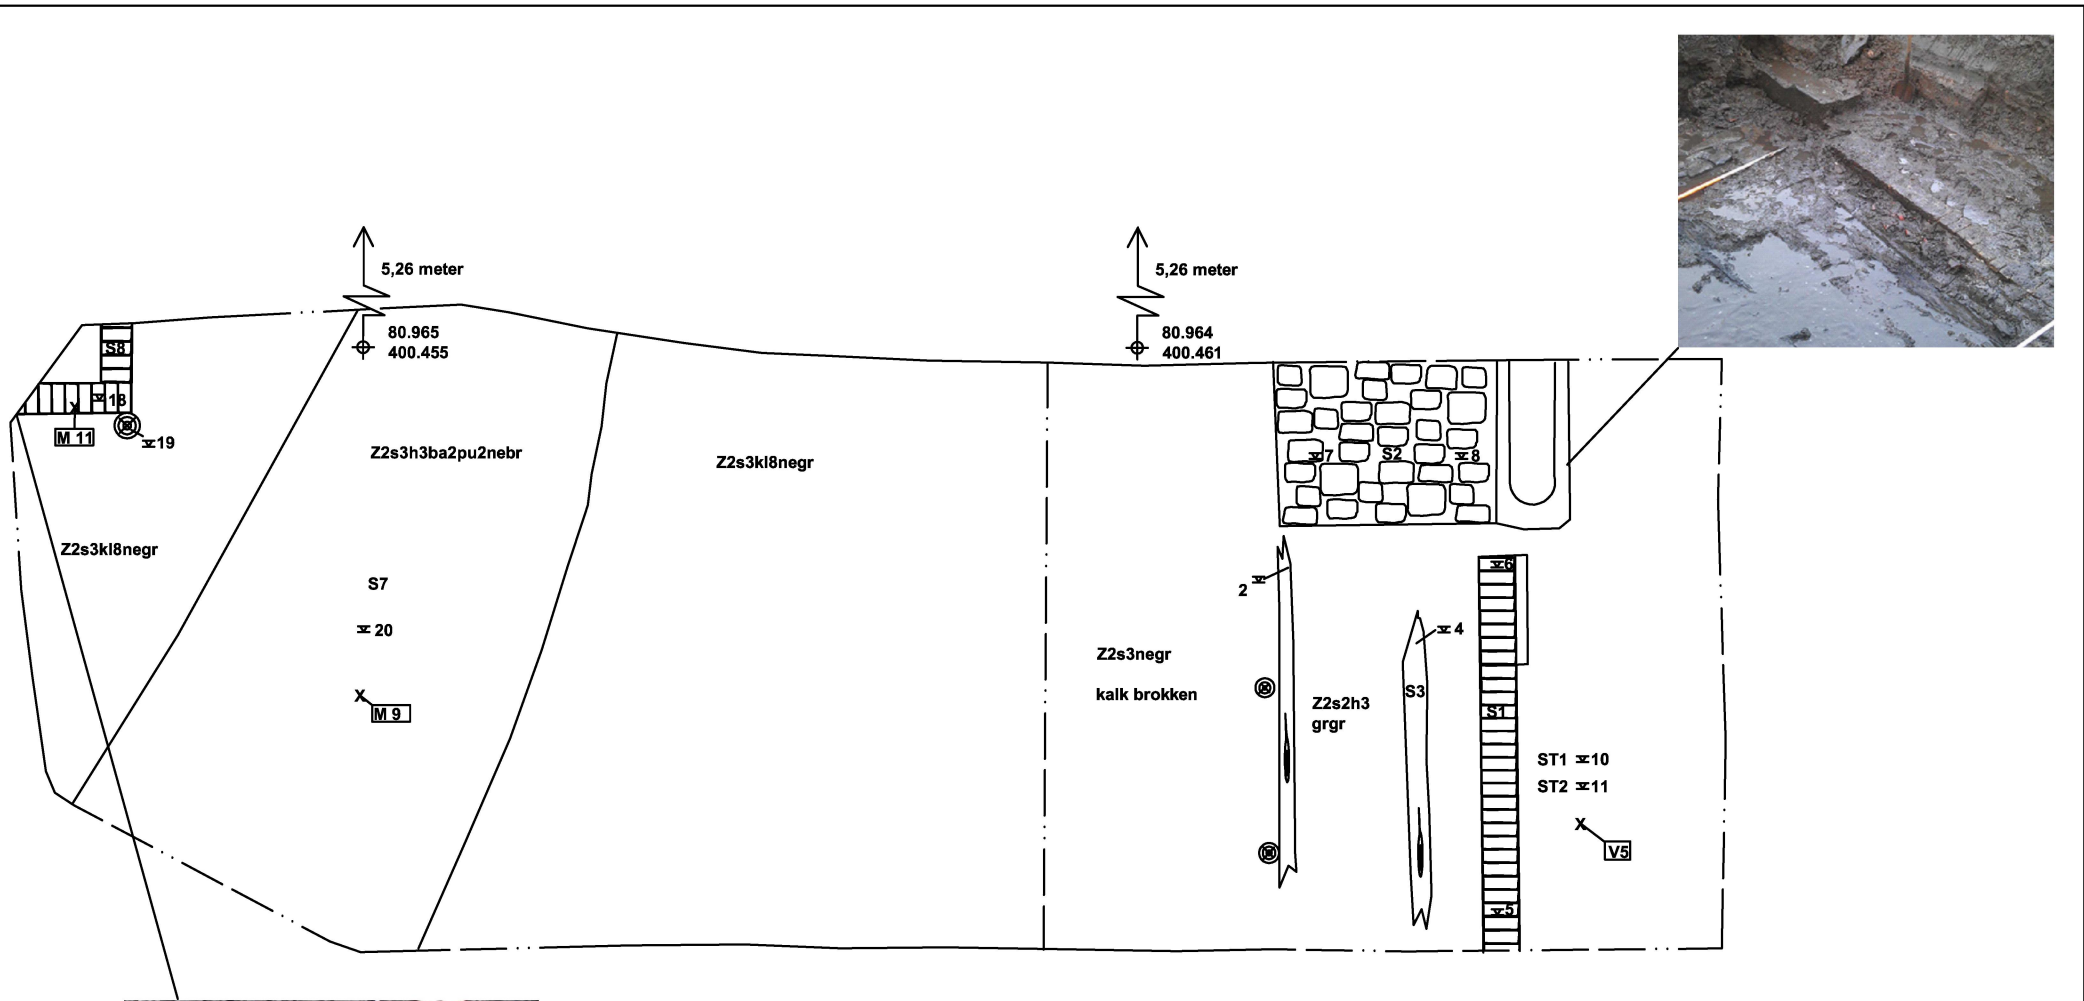 5,26 meter
5,26 meter
80.965
400.455
80.964
400.461
S8
18
M 11
19
Z2s3h3ba2pu2nebr
Z2s3kl8negr
7
S2
8
Z2s3kl8negr
S7
20
X
M 9
2
6
4
Z2s3negr
kalk brokken
Z2s2h3
grgr
S3
S1
ST1 10
ST2 11
X
V5
5